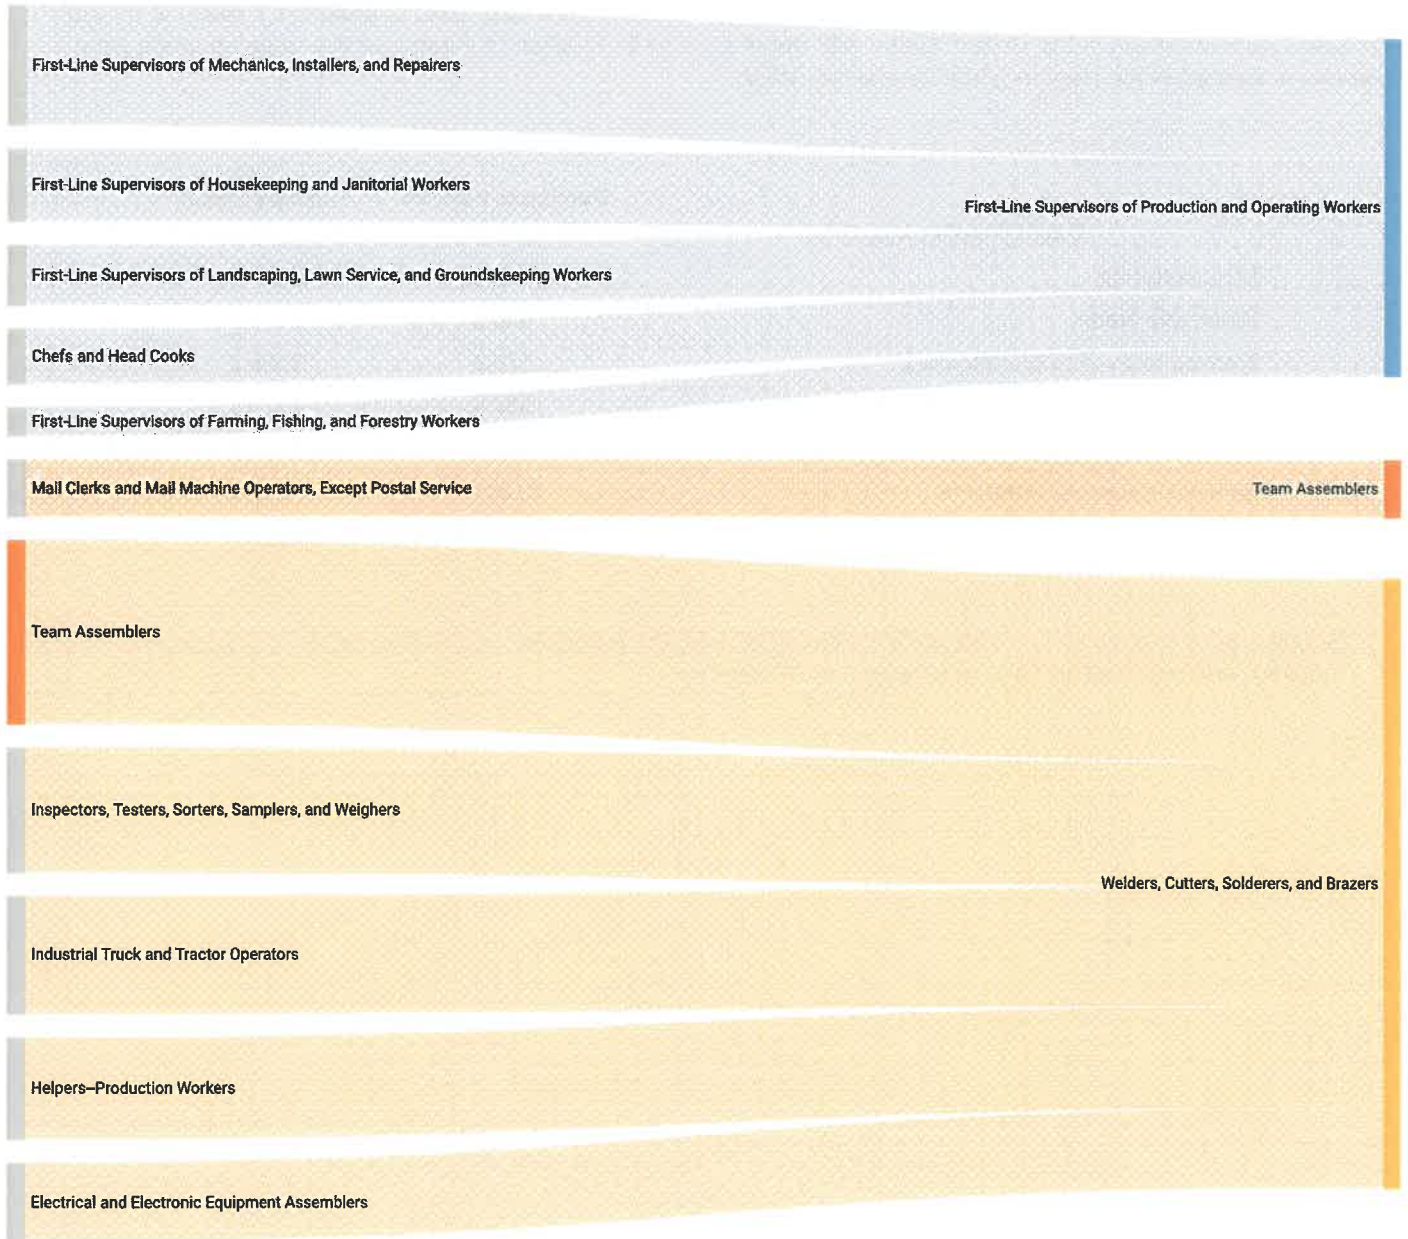 First-Line Supervisors of Mechanics, Installers, and Repairers
First-Line Supervisors of Housekeeping and Janitorial Workers
First-Line Supervisors of Production and Operating Workers
First-Line Supervisors of Landscaping, Lawn Service, and Groundskeeping Workers
Chefs and Head Cooks
First-Line Supervisors of Farming, Fishing, and Forestry Workers
Mail Clerks and Mail Machine Operators, Except Postal Service
Team Assemblers
Team Assemblers
Inspectors, Testers, Sorters, Samplers, and Weighers
Welders, Cutters, Solderers, and Brazers
Industrial Truck and Tractor Operators
Helpers–Production Workers
Electrical and Electronic Equipment Assemblers